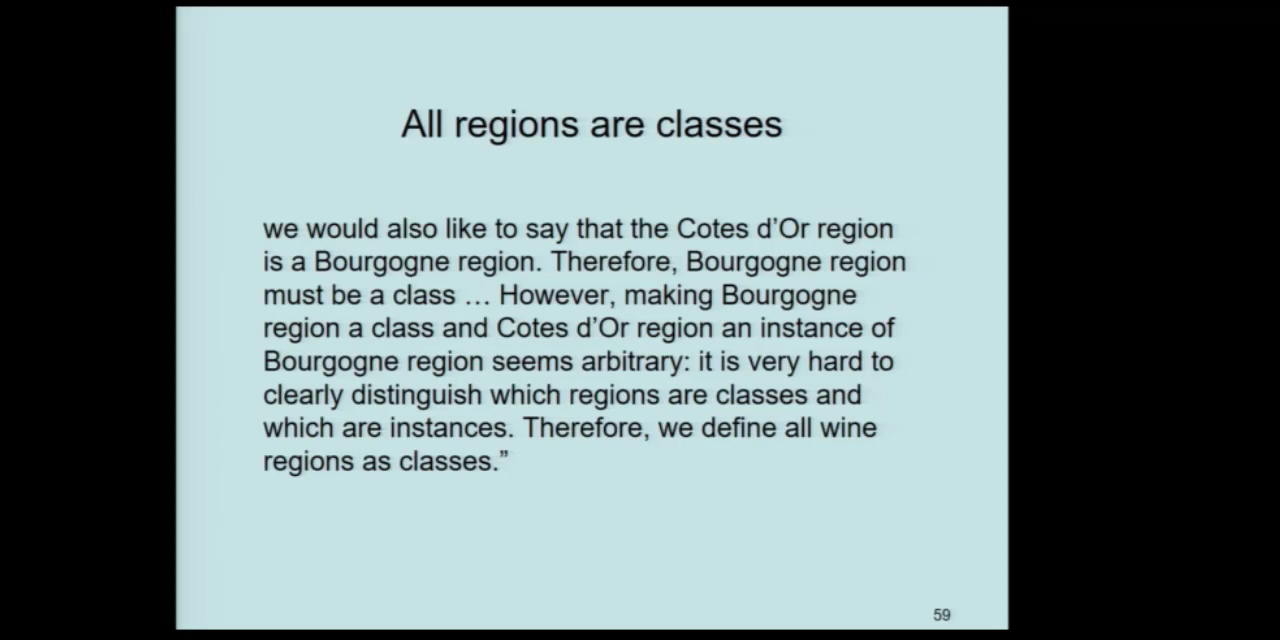 All regions are classes
we would also like to say that the Cotes d’Or region
is a Bourgogne region. Therefore, Bourgogne region
must be a class … However, making Bourgogne
region a class and Cotes d’Or region an instance of
Bourgogne region seems arbitrary: it is very hard to
clearly distinguish which regions are classes and
which are instances. Therefore, we define all wine
regions as classes.”
59